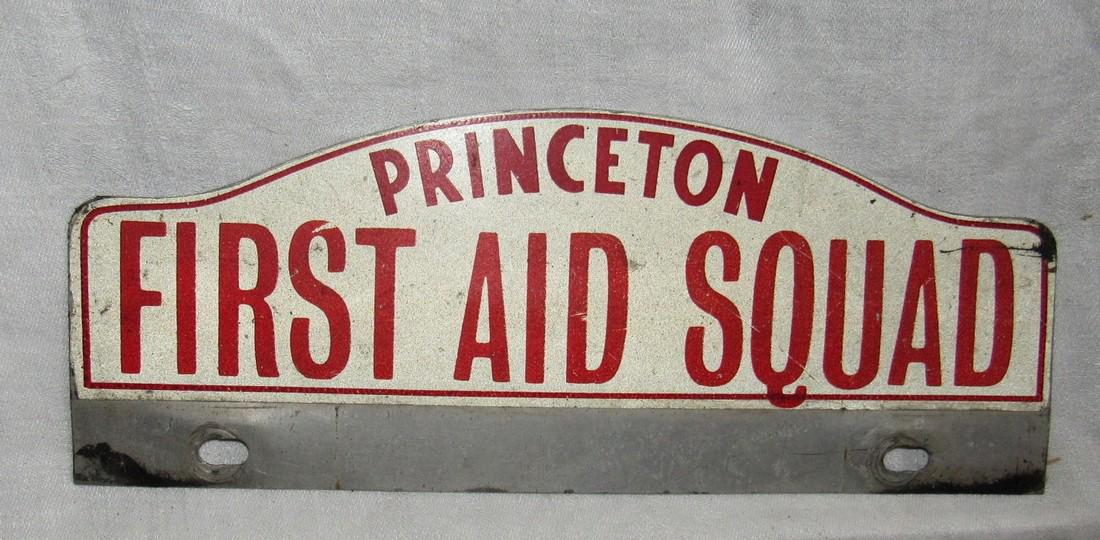 PRINCETON
FIRST AID SQUAD